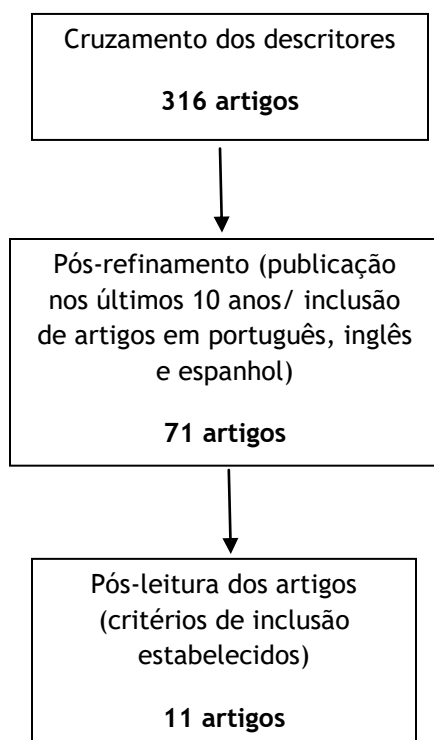 Cruzamento dos descritores
316 artigos
Pós-refinamento (publicação
nos últimos 10 anos/ inclusão
de artigos em português, inglês
e espanhol)
71 artigos
Pós-leitura dos artigos
(critérios de inclusão
estabelecidos)
11 artigos